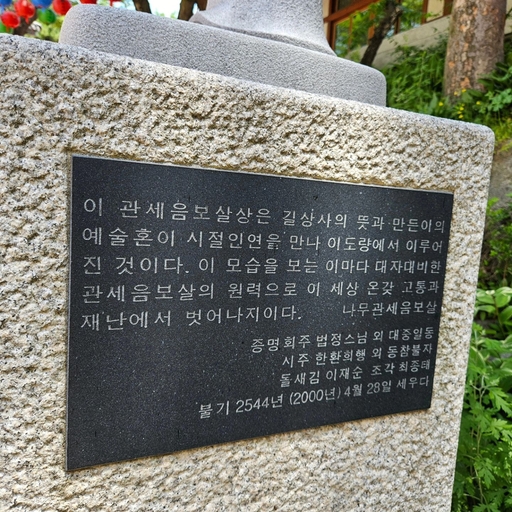 이 관세음보살상은 길상사의 뜻과 만든이의
예술혼이 시절인연을 만나 이도량에서 이루어
진 것이다. 이 모습을 보는 이마다 대자대비한
관세음보살의 원력으로 이 세상 온갖 고통과
재난에서 벗어나지이다. 나무관세음보살
증명회주 법정스님 외 대중일동
시주 한환희행 외 동참불자
돌새김 이재순 조각 최종태
불기 2544년 (2000년) 4월 28일 세우다